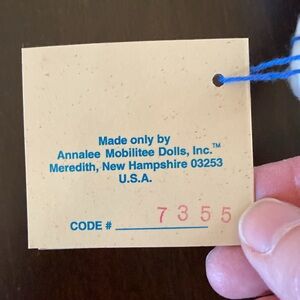 Made only by
Annalee Mobilitee Dolls, Inc.™
Meredith, New Hampshire 03253
U.S.A.
CODE # 7355